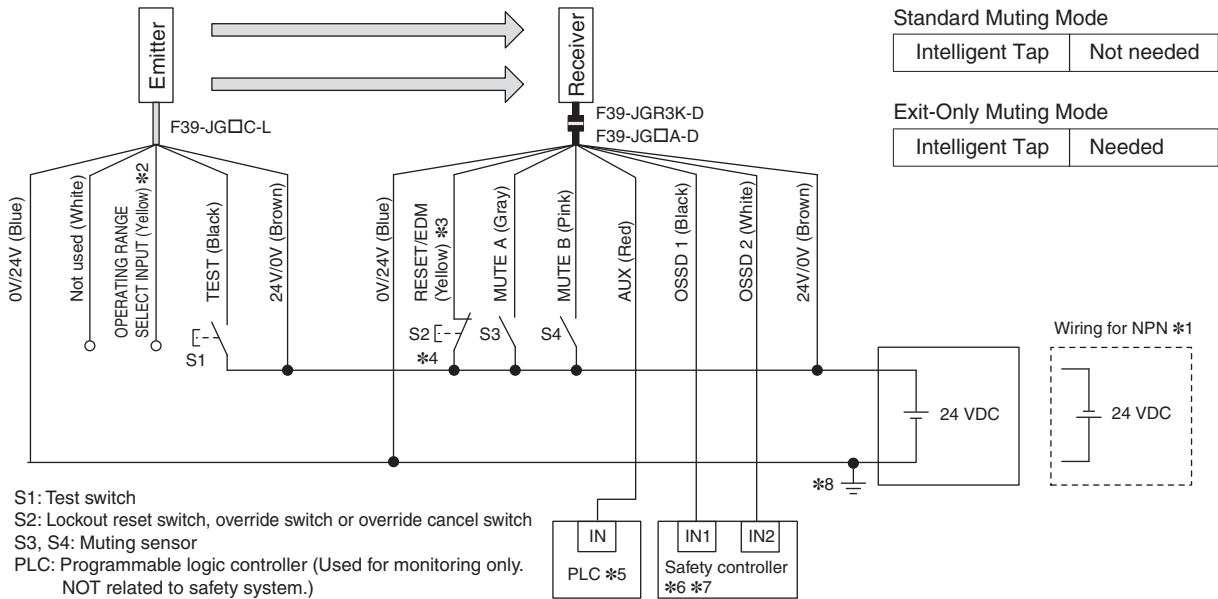 Emitter
Receiver
Standard Muting Mode
Intelligent Tap Not needed
Exit-Only Muting Mode
Intelligent Tap Needed
F39-JG□C-L
F39-JGR3K-D
F39-JG□A-D
0V/24V (Blue)
Not used (White)
OPERATING RANGE
SELECT INPUT (Yellow) ✱2
TEST (Black)
24V/0V (Brown)
0V/24V (Blue)
RESET/EDM
(Yellow) ✱3
MUTE A (Gray)
MUTE B (Pink)
AUX (Red)
OSSD 1 (Black)
OSSD 2 (White)
24V/0V (Brown)
S1
S2
✱4
S3
S4
Wiring for NPN ✱1
24 VDC
24 VDC
✱8
S1: Test switch
S2: Lockout reset switch, override switch or override cancel switch
S3, S4: Muting sensor
PLC: Programmable logic controller (Used for monitoring only.
NOT related to safety system.)
IN
PLC ✱5
IN1 IN2
Safety controller
✱6 ✱7